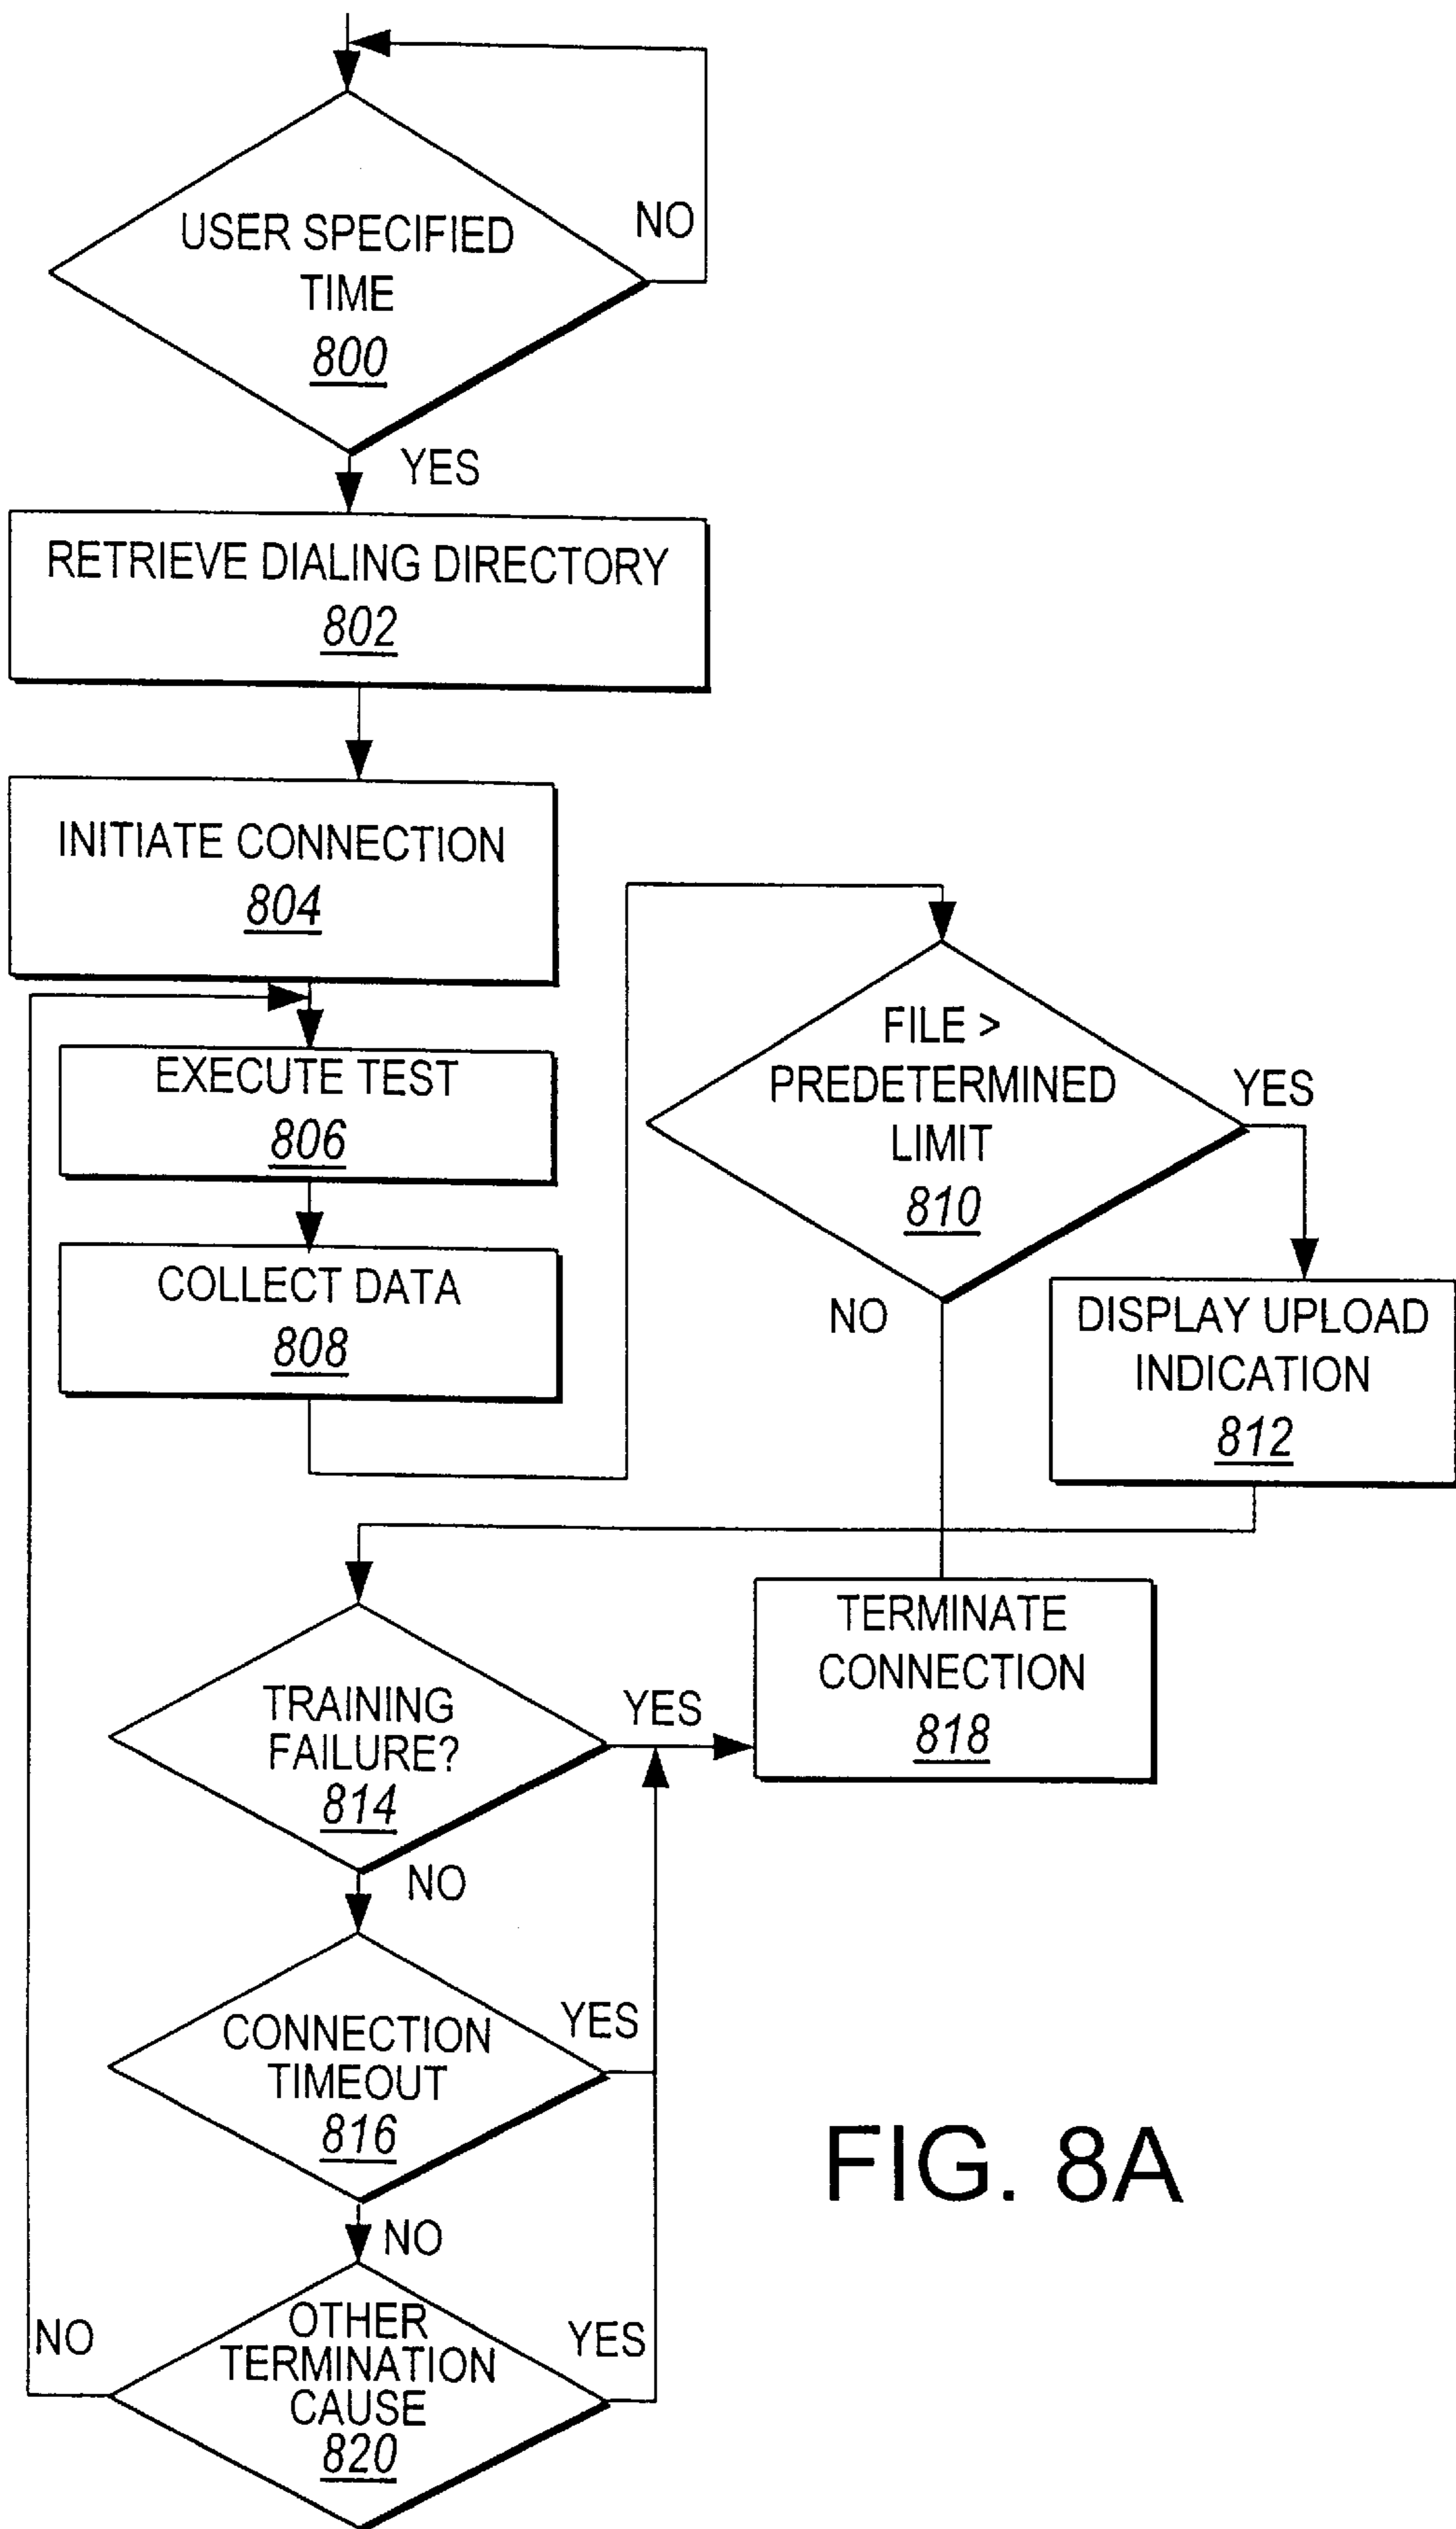 USER SPECIFIED
TIME
800
NO
YES
RETRIEVE DIALING DIRECTORY
802
INITIATE CONNECTION
804
EXECUTE TEST
806
COLLECT DATA
808
FILE >
PREDETERMINED
LIMIT
810
YES
NO
DISPLAY UPLOAD
INDICATION
812
TRAINING
FAILURE?
814
YES
NO
TERMINATE
CONNECTION
818
CONNECTION
TIMEOUT
816
YES
NO
OTHER
TERMINATION
CAUSE
820
YES
NO
FIG. 8A